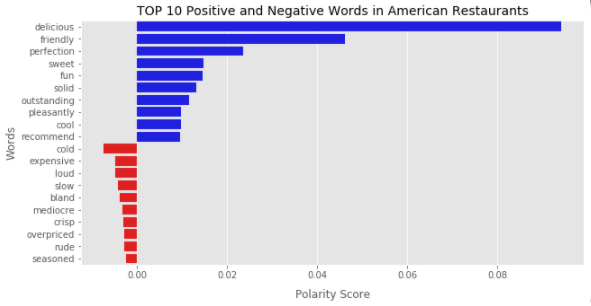 TOP 10 Positive and Negative Words in American Restaurants
Words
delicious
friendly
perfection
sweet
fun
solid
outstanding
pleasantly
cool
recommend
cold
expensive
loud
slow
bland
mediocre
crisp
overpriced
rude
seasoned
0.00 0.02 0.04 0.06 0.08
Polarity Score